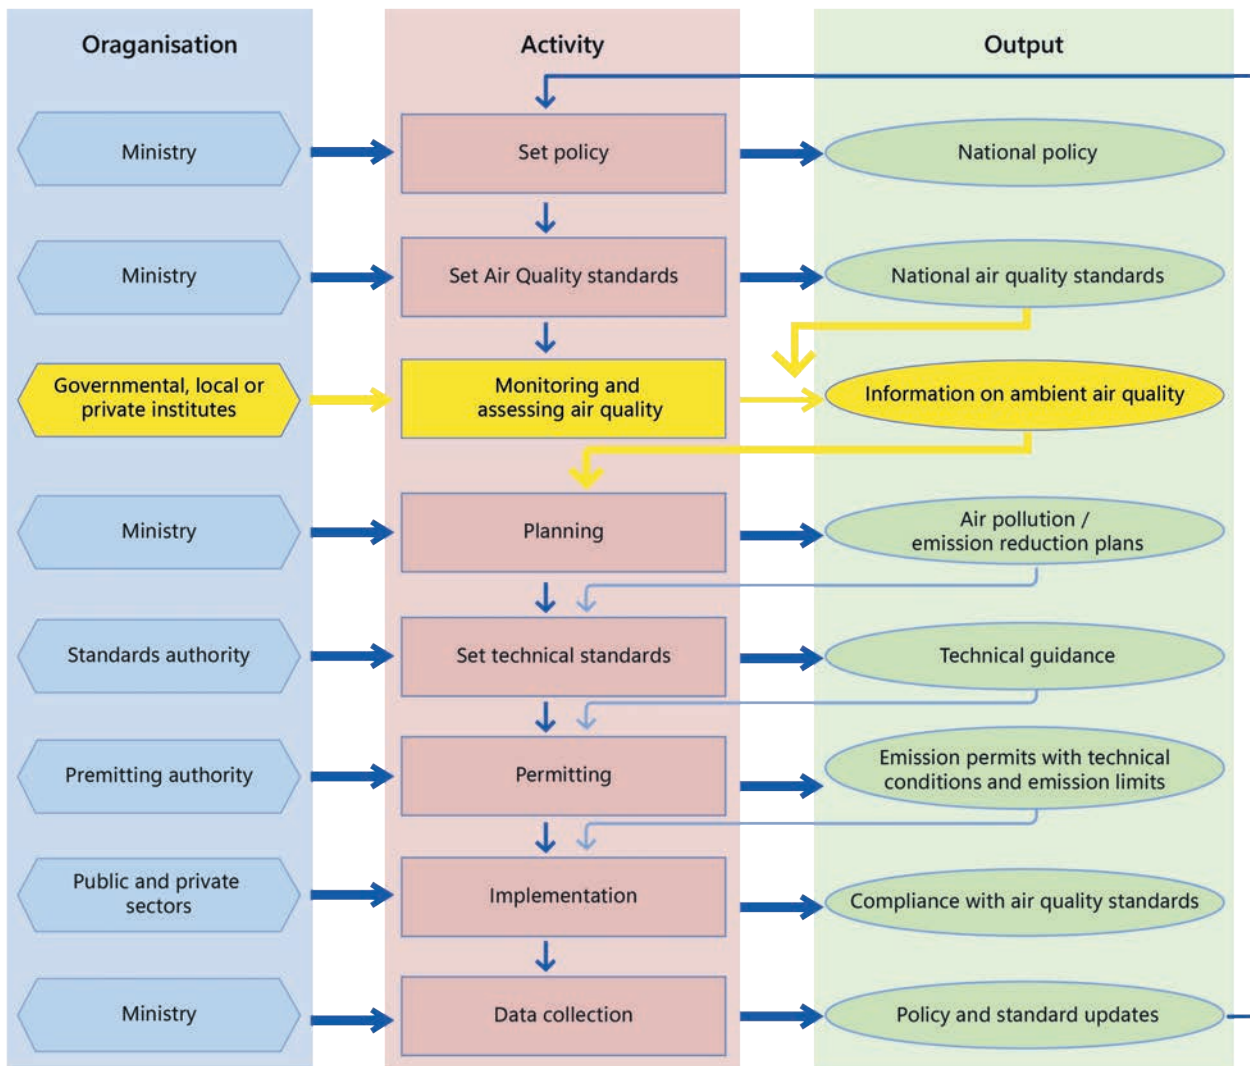 Oraganisation
Activity
Output
Ministry
Set policy
National policy
Ministry
Set Air Quality standards
National air quality standards
Governmental, local or
private institutes
Monitoring and
assessing air quality
Information on ambient air quality
Ministry
Planning
Air pollution /
emission reduction plans
Standards authority
Set technical standards
Technical guidance
Premitting authority
Permitting
Emission permits with technical
conditions and emission limits
Public and private
sectors
Implementation
Compliance with air quality standards
Ministry
Data collection
Policy and standard updates